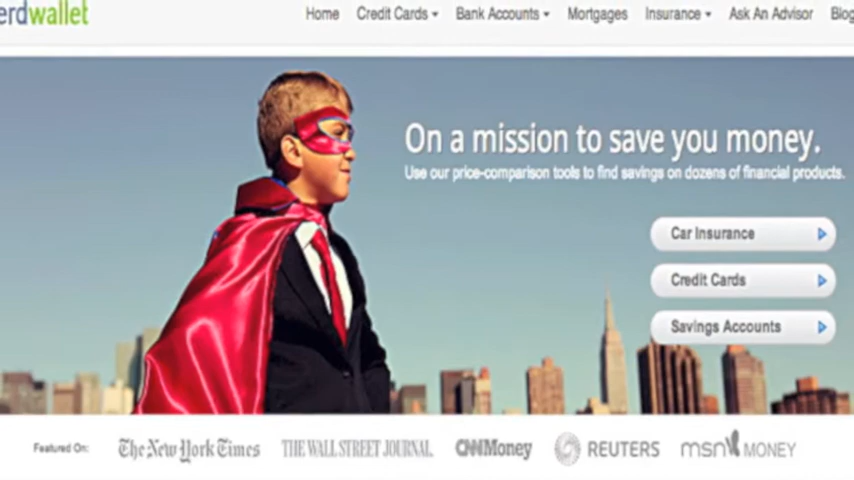 erdwallet
Home Credit Cards Bank Accounts Mortgages Insurance Ask An Advisor Blog
On a mission to save you money.
Use our price-comparison tools to find savings on dozens of financial products.
Car Insurance
Credit Cards
Savings Accounts
Featured On: The New York Times THE WALL STREET JOURNAL. CNNMoney REUTERS msn MONEY